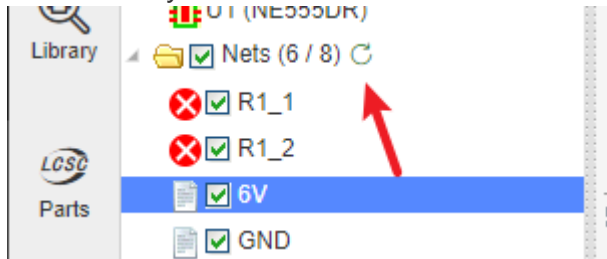 U1 (NE555DR)
Library
Nets (6 / 8)
R1_1
R1_2
LCSC
Parts
6V
GND